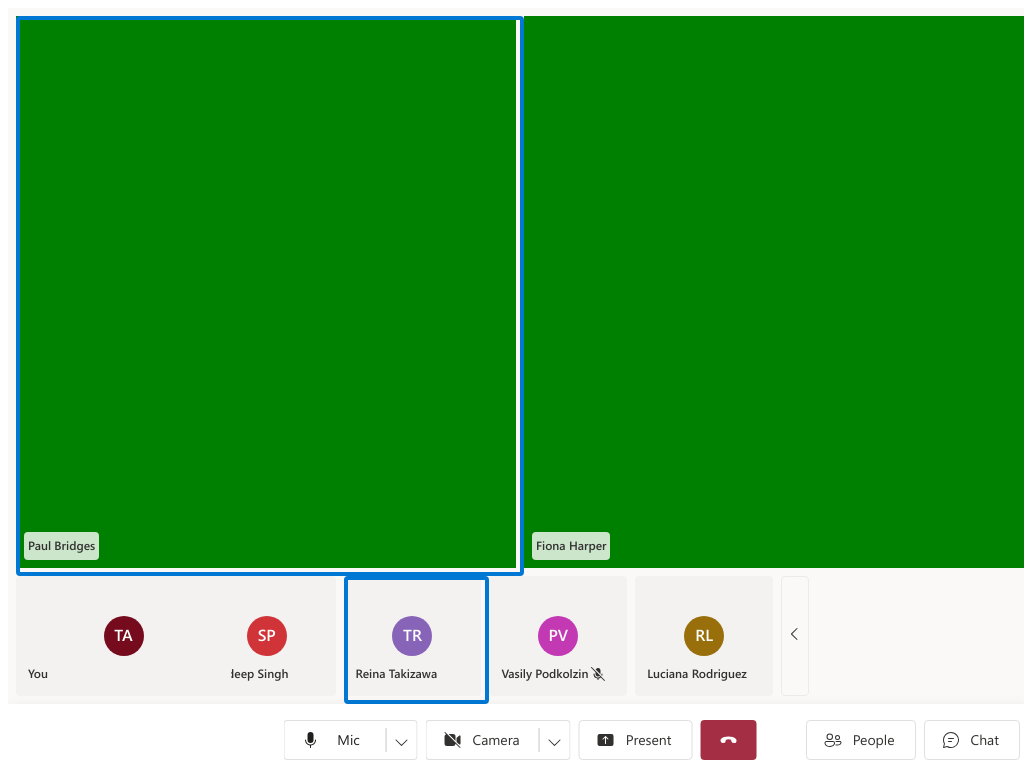 Paul Bridges
Fiona Harper
TA
SP
TR
PV
RL
You
deep Singh
Reina Takizawa
Vasily Podkolzin
Luciana Rodriguez
Mic
Camera
Present
People
Chat